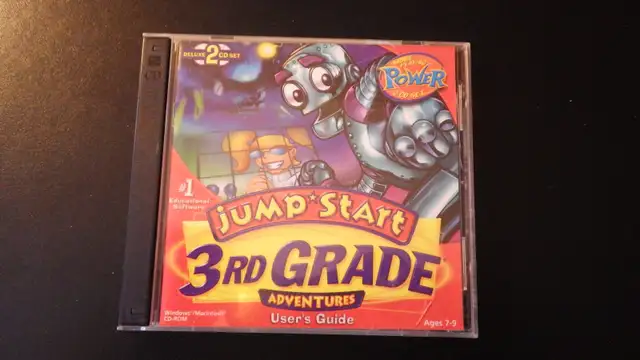 DELUXE 2 CD SET
POWER
#1
Educational
Software
JUMP★START
3RD GRADE
ADVENTURES
User's Guide
Windows/Macintosh
CD-ROM
Ages 7-9